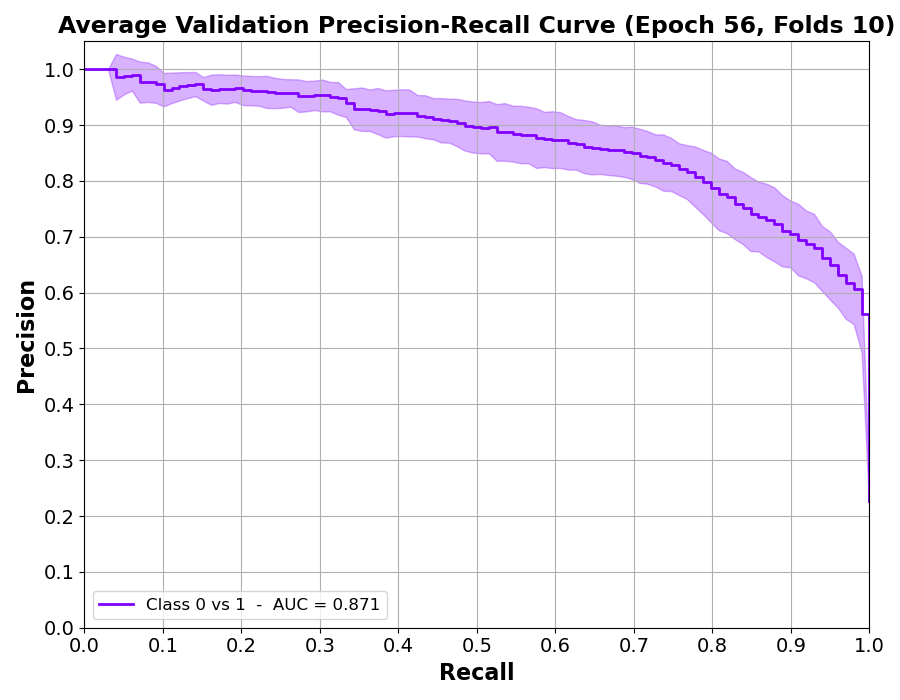 Average Validation Precision-Recall Curve (Epoch 56, Folds 10)
Precision
1.0
0.9
0.8
0.7
0.6
0.5
0.4
0.3
0.2
0.1
0.0
Class 0 vs 1 - AUC = 0.871
0.0 0.1 0.2 0.3 0.4 0.5 0.6 0.7 0.8 0.9 1.0
Recall